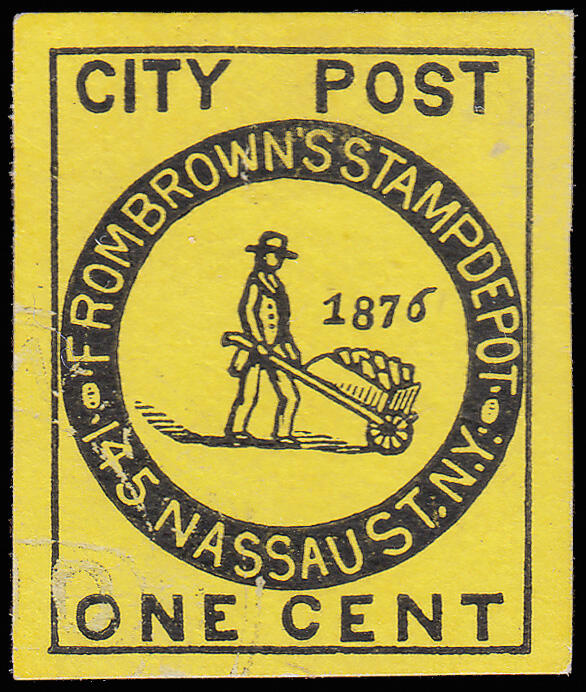 CITY POST
FROM BROWN'S STAMP DEPOT
145 NASSAU ST. N.Y.
1876
ONE CENT